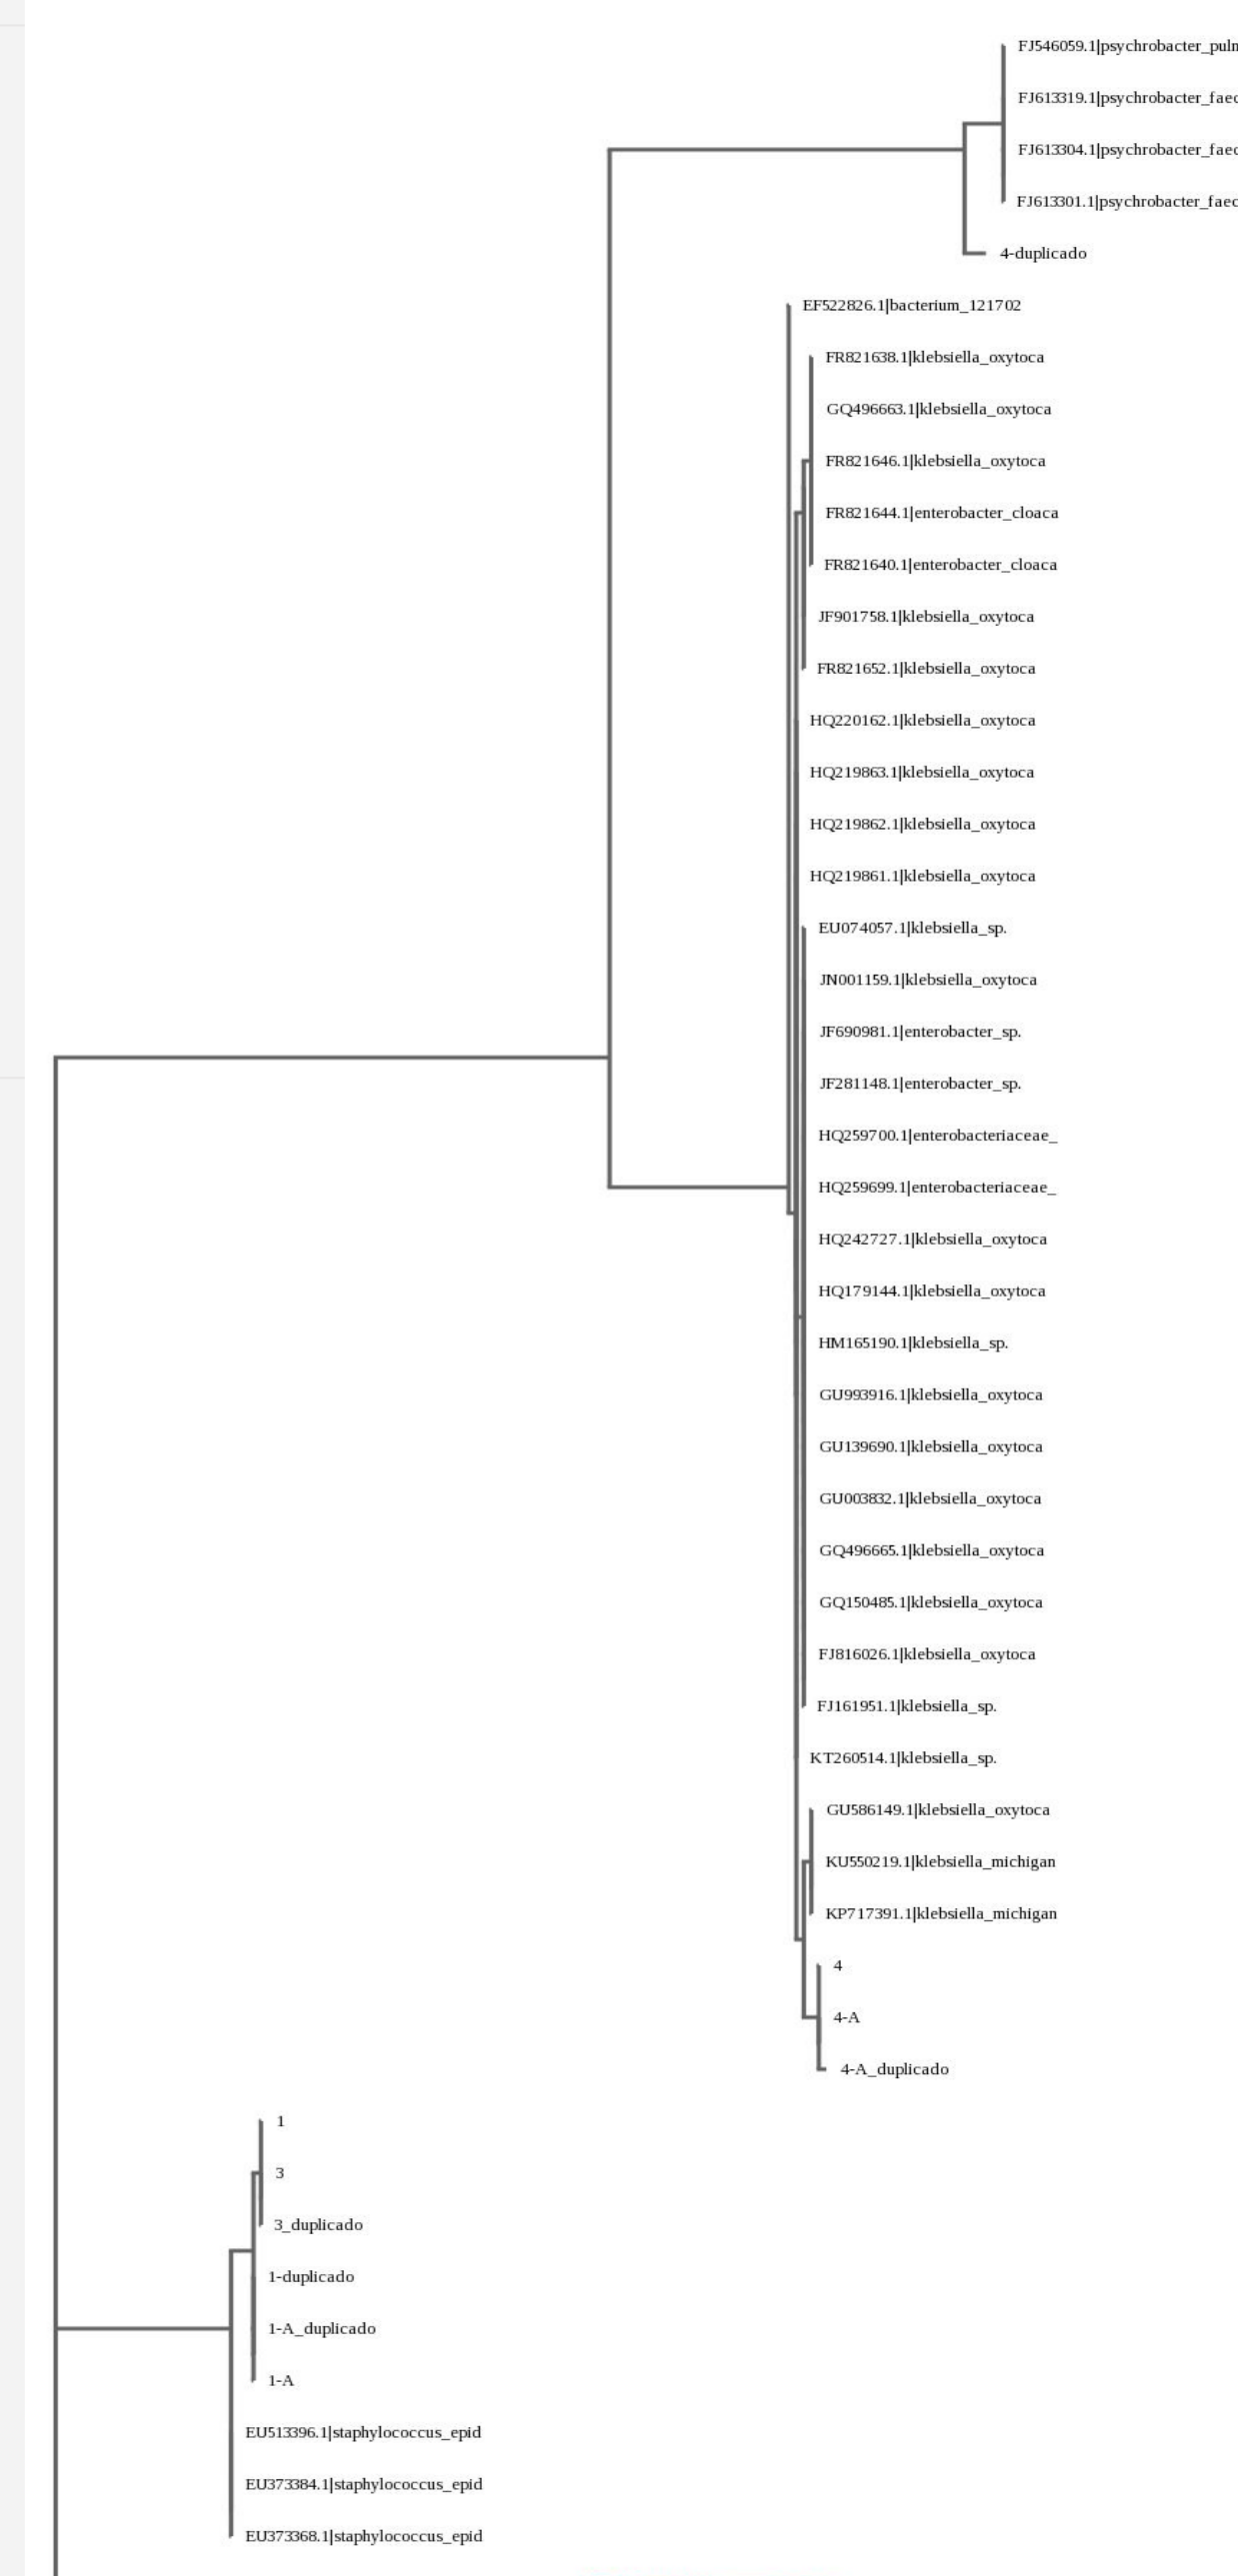 FJ546059.1|psychrobacter_puln
FJ613319.1|psychrobacter_faec
FJ613304.1|psychrobacter_faec
FJ613301.1|psychrobacter_faec
4-duplicado
EF522826.1|bacterium_121702
FR821638.1|klebsiella_oxytoca
GQ496663.1|klebsiella_oxytoca
FR821646.1|klebsiella_oxytoca
FR821644.1|enterobacter_cloaca
FR821640.1|enterobacter_cloaca
JF901758.1|klebsiella_oxytoca
FR821652.1|klebsiella_oxytoca
HQ220162.1|klebsiella_oxytoca
HQ219863.1|klebsiella_oxytoca
HQ219862.1|klebsiella_oxytoca
HQ219861.1|klebsiella_oxytoca
EU074057.1|klebsiella_sp.
JN001159.1|klebsiella_oxytoca
JF690981.1|enterobacter_sp.
JF281148.1|enterobacter_sp.
HQ259700.1|enterobacteriaceae_
HQ259699.1|enterobacteriaceae_
HQ242727.1|klebsiella_oxytoca
HQ179144.1|klebsiella_oxytoca
HM165190.1|klebsiella_sp.
GU993916.1|klebsiella_oxytoca
GU139690.1|klebsiella_oxytoca
GU003832.1|klebsiella_oxytoca
GQ496665.1|klebsiella_oxytoca
GQ150485.1|klebsiella_oxytoca
FJ816026.1|klebsiella_oxytoca
FJ161951.1|klebsiella_sp.
KT260514.1|klebsiella_sp.
GU586149.1|klebsiella_oxytoca
KU550219.1|klebsiella_michigan
KP717391.1|klebsiella_michigan
4
4-A
4-A_duplicado
1
3
3_duplicado
1-duplicado
1-A_duplicado
1-A
EU513396.1|staphylococcus_epid
EU373384.1|staphylococcus_epid
EU373368.1|staphylococcus_epid